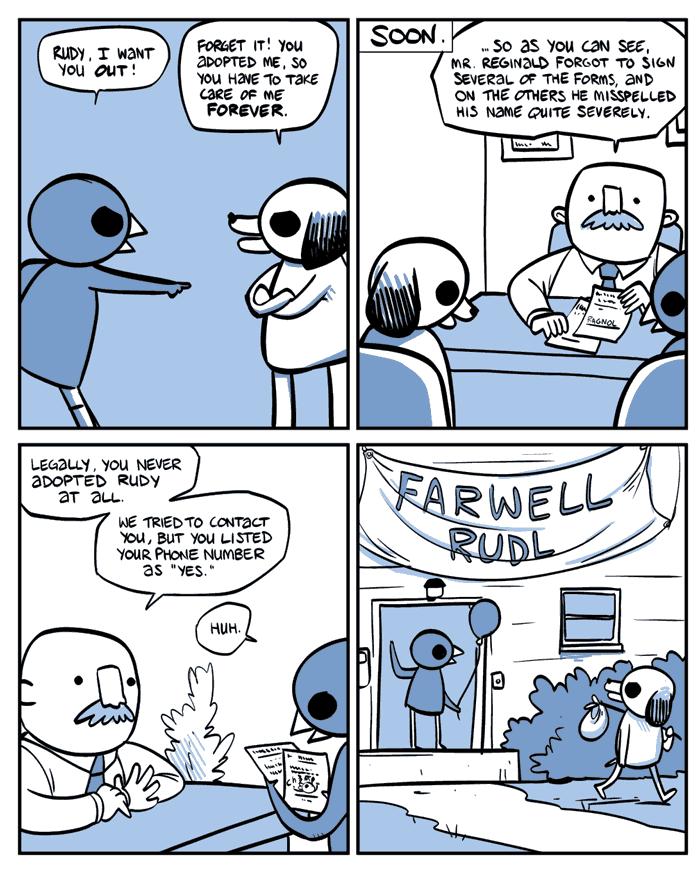 RUDY, I WANT
YOU OUT!
FORGET IT! YOU
ADOPTED ME, SO
YOU HAVE TO TAKE
CARE OF ME
FOREVER.
SOON.
...SO AS YOU CAN SEE,
MR. REGINALD FORGOT TO SIGN
SEVERAL OF THE FORMS, AND
ON THE OTHERS HE MISSPELLED
HIS NAME QUITE SEVERELY.
RAGNOL
LEGALLY, YOU NEVER
ADOPTED RUDY
AT ALL.
WE TRIED TO CONTACT
YOU, BUT YOU LISTED
YOUR PHONE NUMBER
AS "YES."
HUH.
FARWELL
RUDL